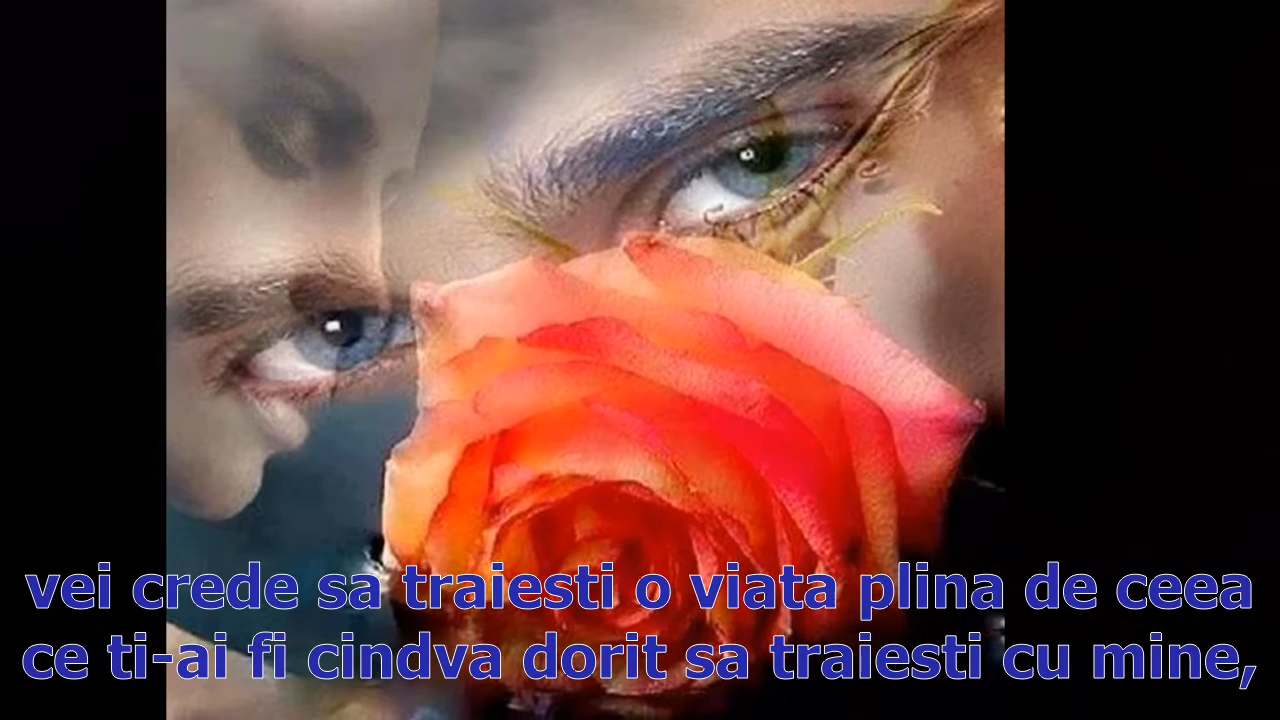 vei crede sa traiesti o viata plina de ceea
ce ti-ai fi cindva dorit sa traiesti cu mine,